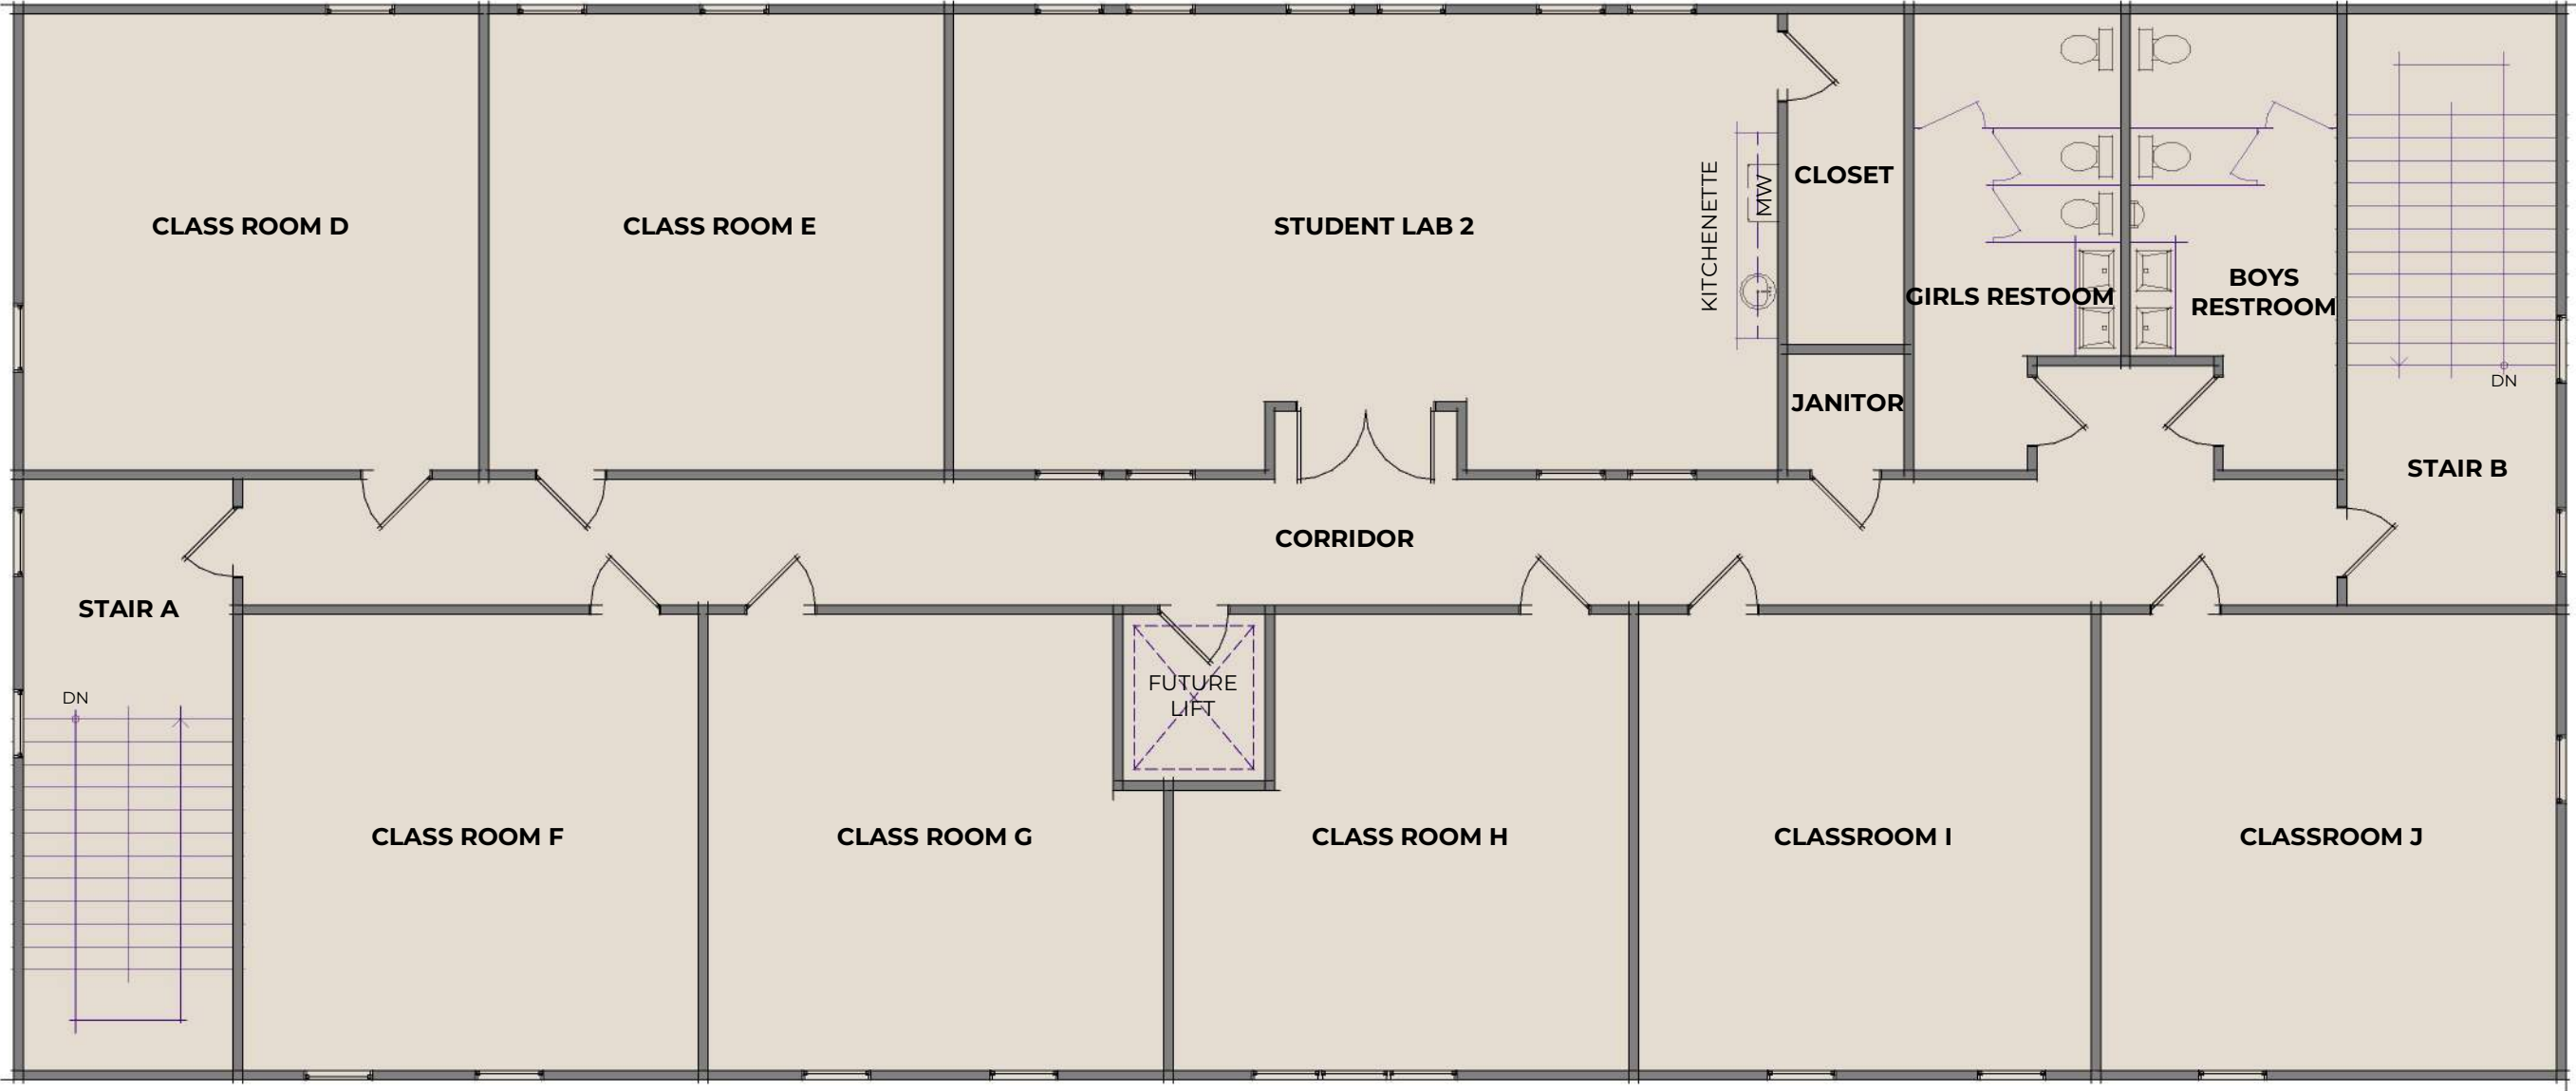 CLASS ROOM D
CLASS ROOM E
STUDENT LAB 2
KITCHENETTE
MW
CLOSET
GIRLS RESTOOM
BOYS
RESTROOM
DN
JANITOR
STAIR B
CORRIDOR
STAIR A
DN
FUTURE
LIFT
CLASS ROOM F
CLASS ROOM G
CLASS ROOM H
CLASSROOM I
CLASSROOM J